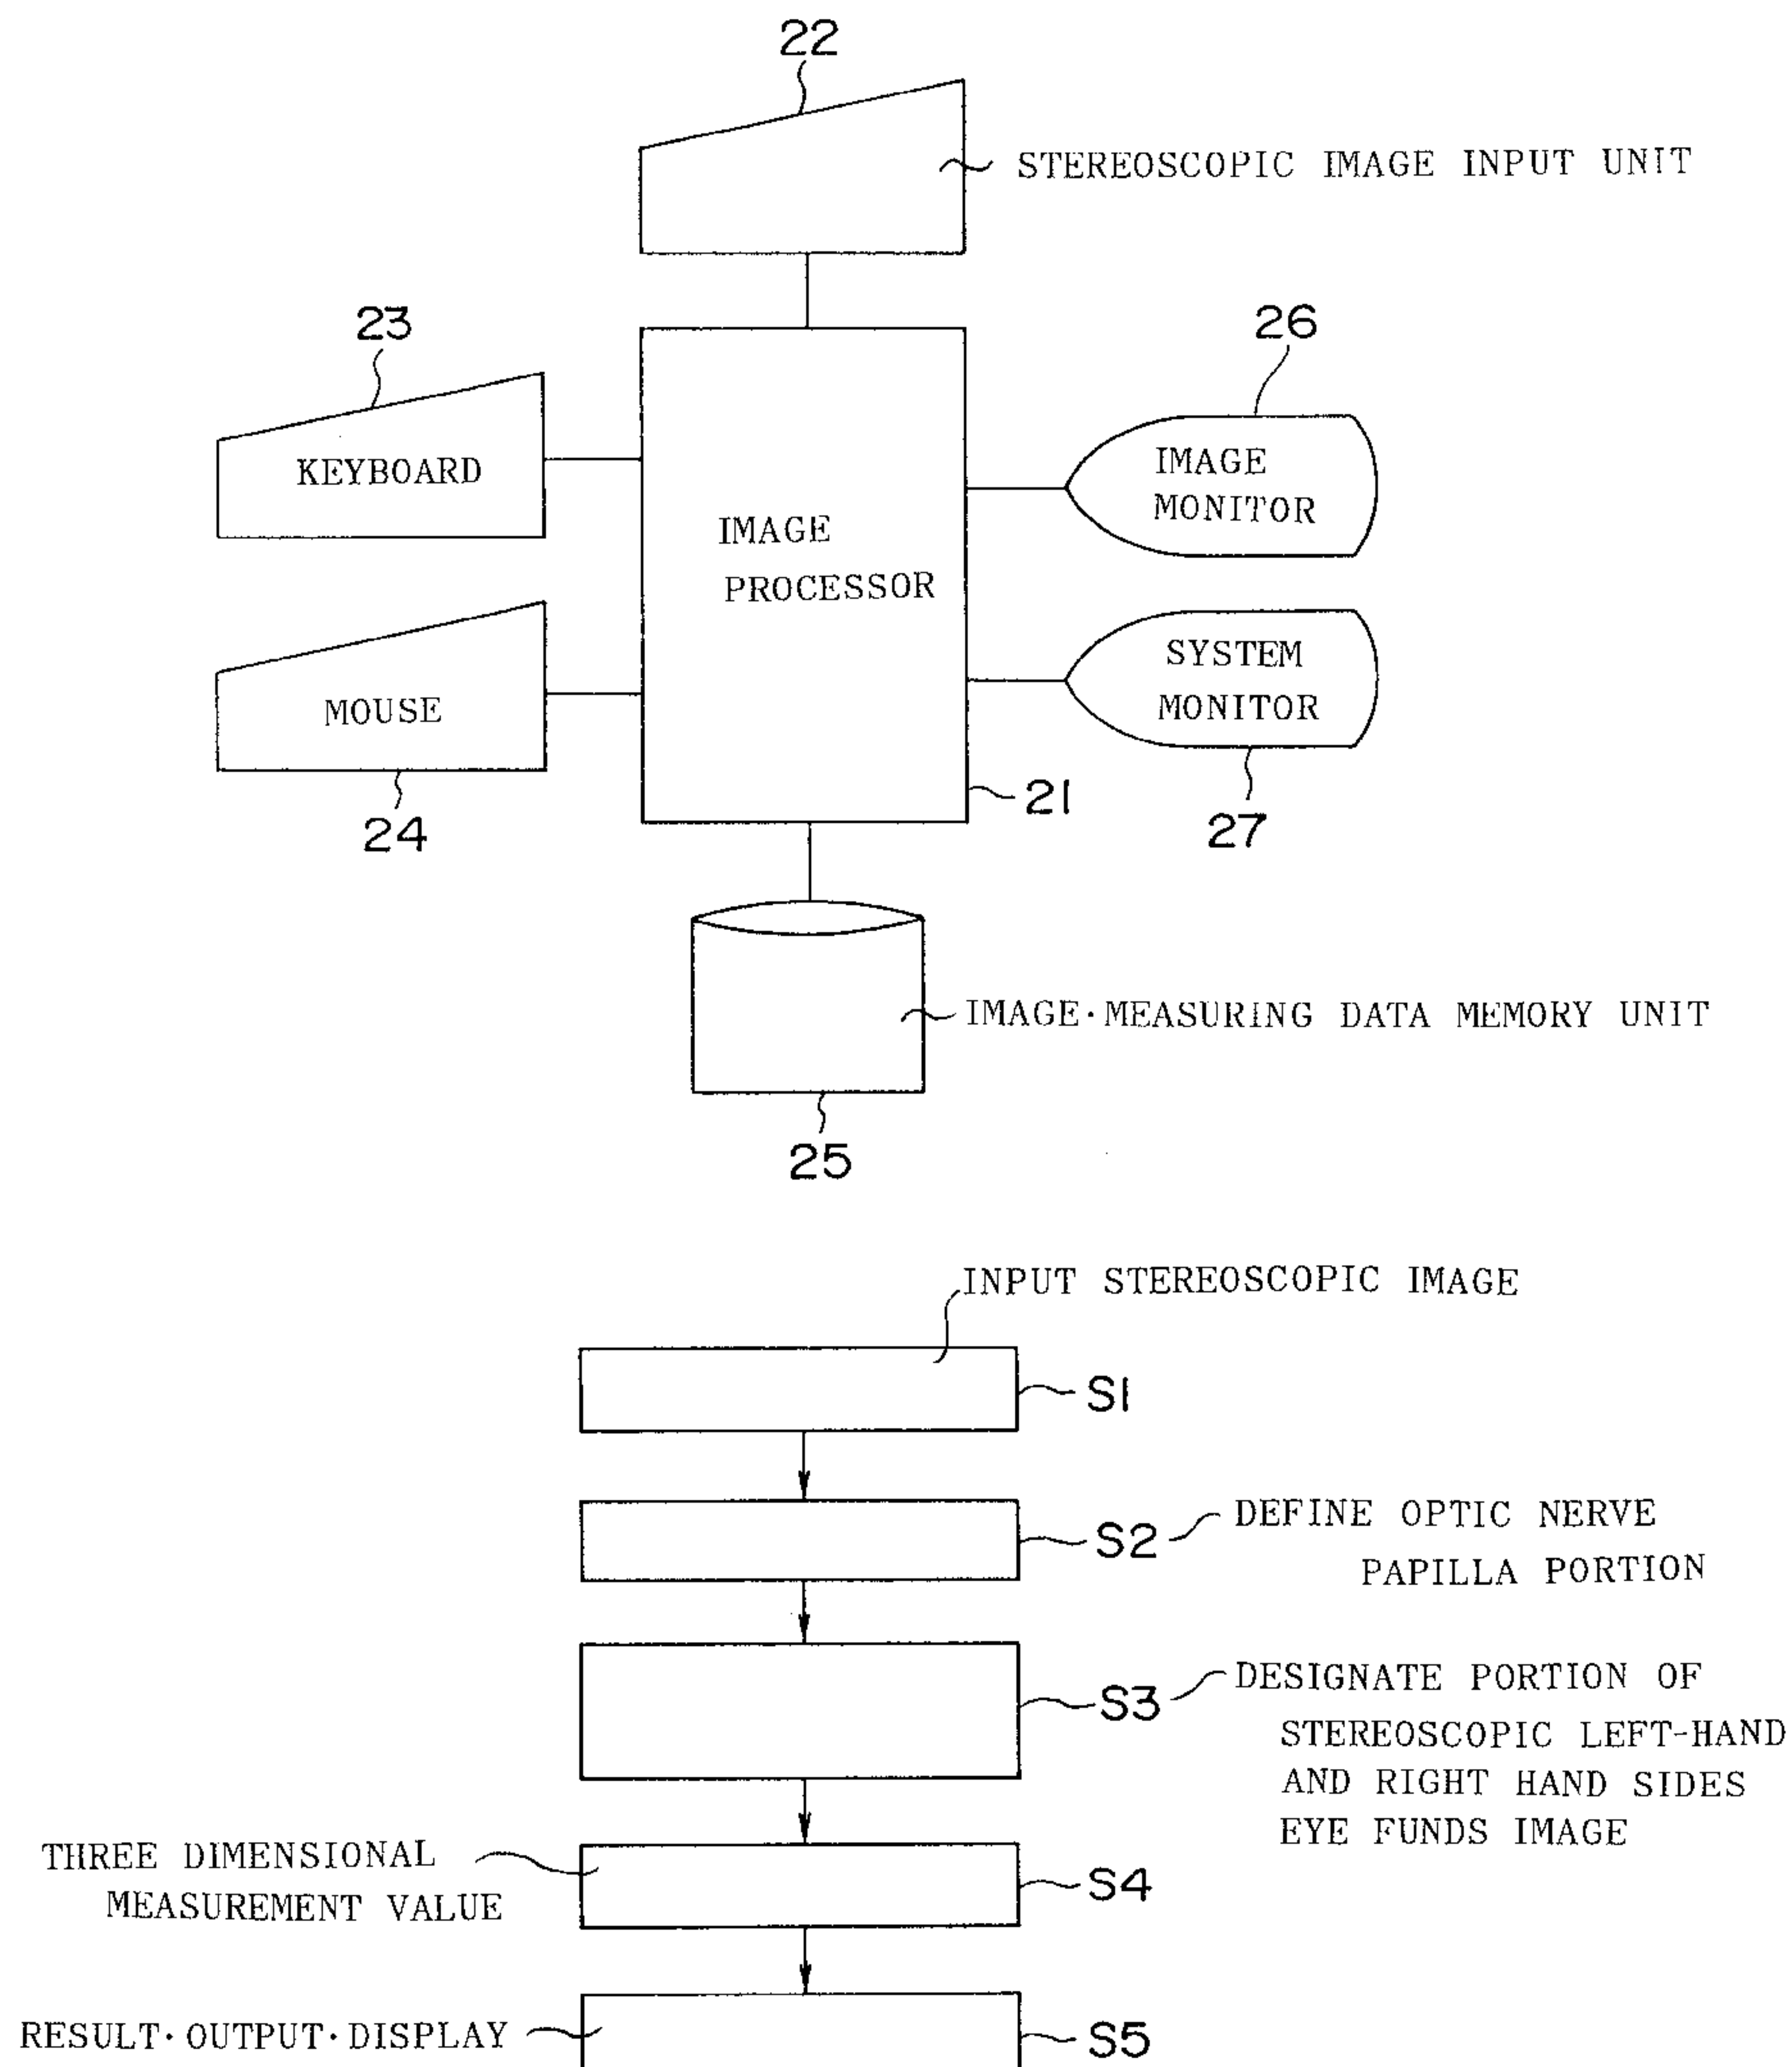 22
STEREOSCOPIC IMAGE INPUT UNIT
23
26
KEYBOARD
IMAGE
MONITOR
IMAGE
PROCESSOR
MOUSE
SYSTEM
MONITOR
21
24
27
IMAGE·MEASURING DATA MEMORY UNIT
25
INPUT STEREOSCOPIC IMAGE
S1
S2
DEFINE OPTIC NERVE
PAPILLA PORTION
S3
DESIGNATE PORTION OF
STEREOSCOPIC LEFT-HAND
AND RIGHT HAND SIDES
EYE FUNDS IMAGE
THREE DIMENSIONAL
MEASUREMENT VALUE
S4
RESULT·OUTPUT·DISPLAY
S5